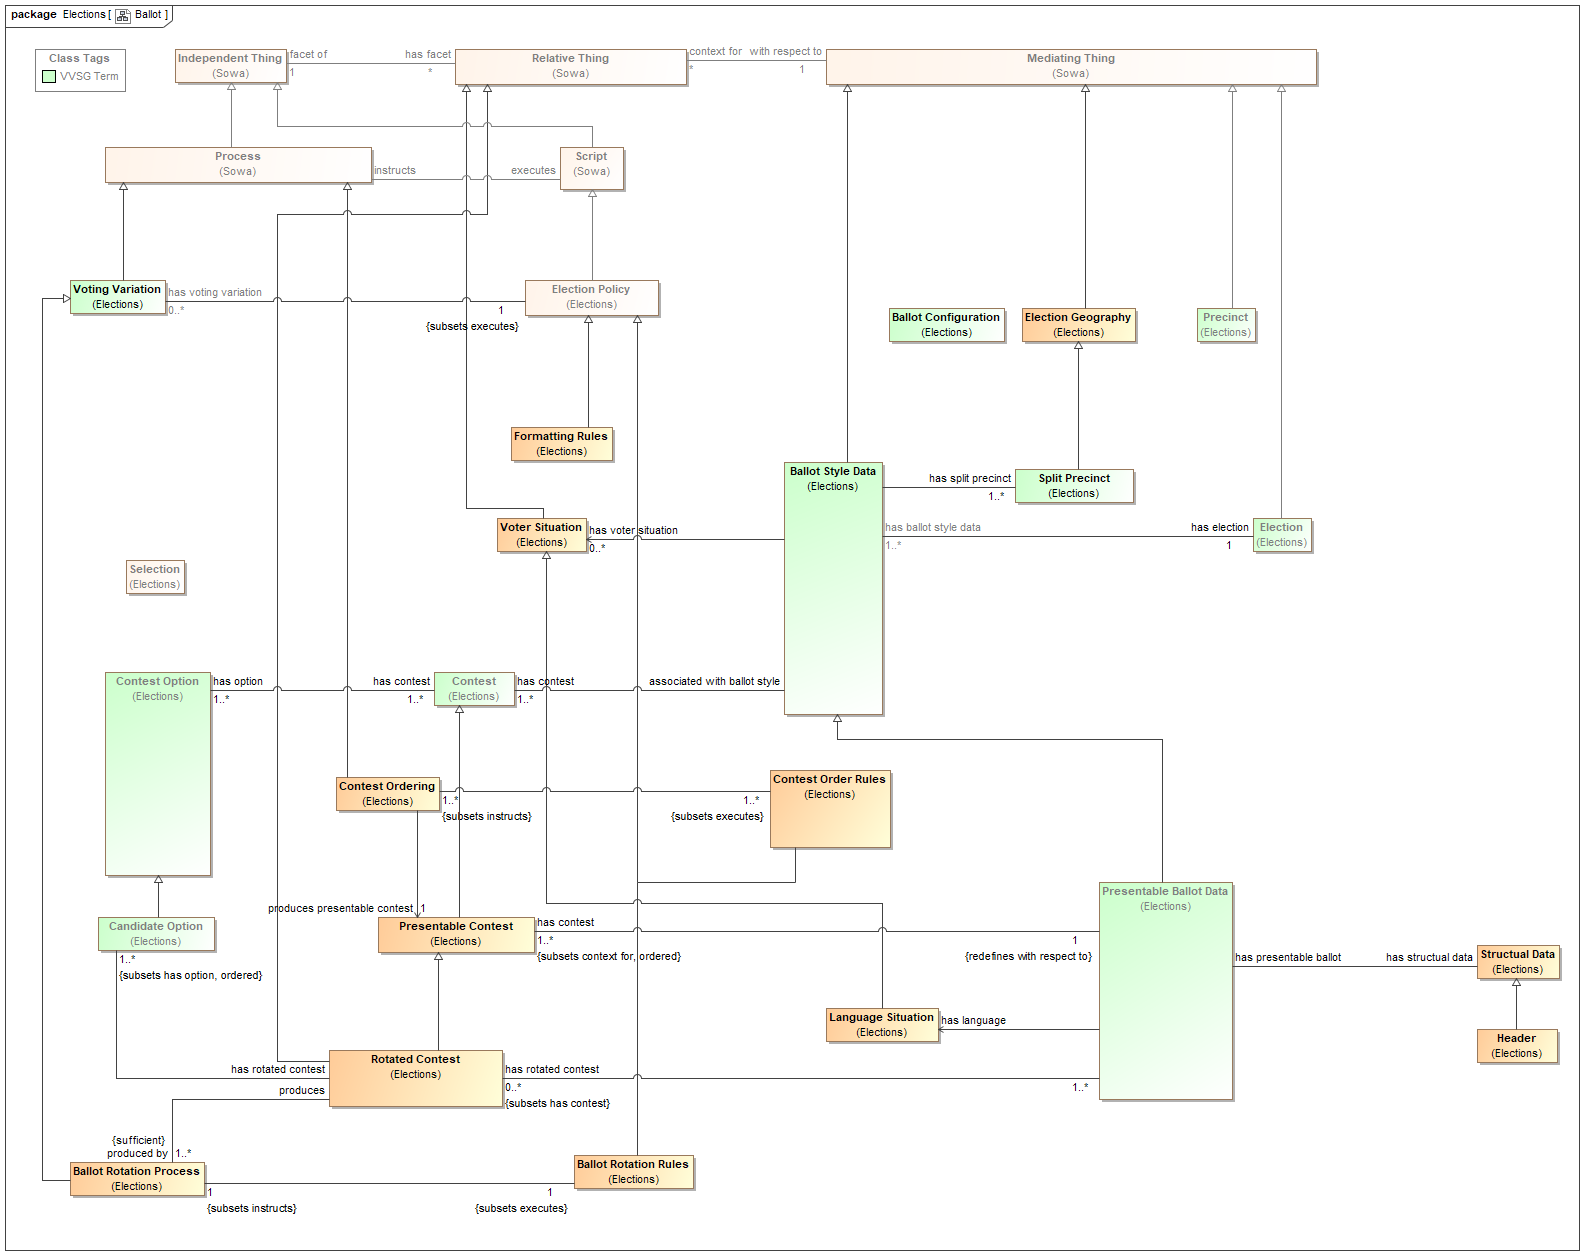 package Elections [ Ballot ]
Class Tags
VVSG Term
Independent Thing
(Sowa)
facet of
1
has facet
*
Relative Thing
(Sowa)
context for
*
with respect to
1
Mediating Thing
(Sowa)
Process
(Sowa)
instructs
executes
Script
(Sowa)
Voting Variation
(Elections)
has voting variation
0..*
1
{subsets executes}
Election Policy
(Elections)
Ballot Configuration
(Elections)
Election Geography
(Elections)
Precinct
(Elections)
Formatting Rules
(Elections)
Ballot Style Data
(Elections)
has split precinct
1..*
Split Precinct
(Elections)
Voter Situation
(Elections)
has voter situation
0..*
has ballot style data
1..*
has election
1
Election
(Elections)
Selection
(Elections)
Contest Option
(Elections)
has option
1..*
has contest
1..*
Contest
(Elections)
has contest
1..*
associated with ballot style
Contest Ordering
(Elections)
1..*
{subsets instructs}
1..*
{subsets executes}
Contest Order Rules
(Elections)
produces presentable contest
1
Candidate Option
(Elections)
1..*
{subsets has option, ordered}
Presentable Contest
(Elections)
has contest
1..*
{subsets context for, ordered}
1
{redefines with respect to}
Presentable Ballot Data
(Elections)
has presentable ballot
has structual data
Structual Data
(Elections)
Language Situation
(Elections)
has language
Header
(Elections)
Rotated Contest
(Elections)
has rotated contest
produces
has rotated contest
0..*
{subsets has contest}
1..*
{sufficient}
produced by
1..*
Ballot Rotation Process
(Elections)
1
{subsets instructs}
1
{subsets executes}
Ballot Rotation Rules
(Elections)